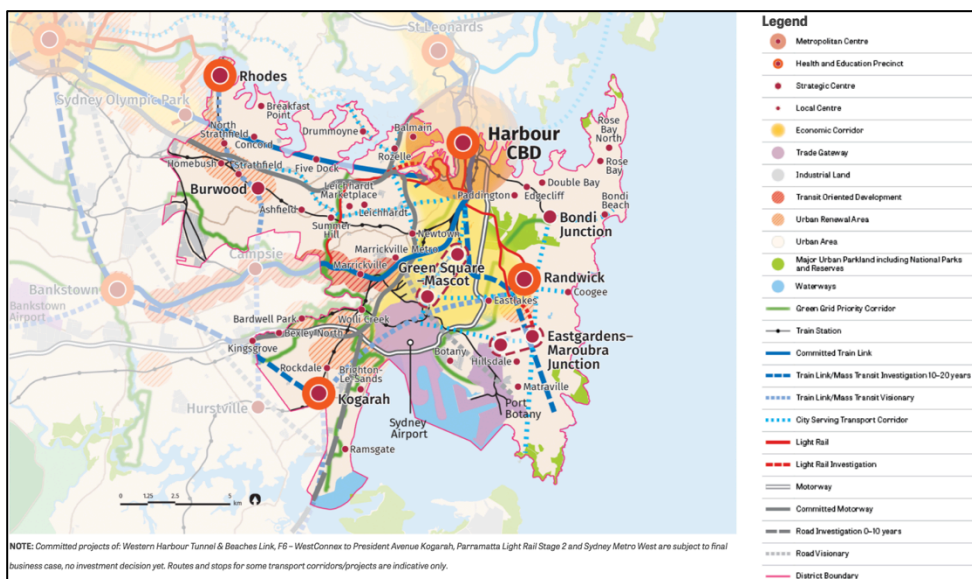 St Leonards
Rhodes
Sydney Olympic Park
Breakfast
Point
North
Strathfield
Concord
Drummoyne
Balmain
Harbour
CBD
Rose
Bay
North
Homebush
Strathfield
Five Dock
Rozelle
Rose
Bay
Burwood
Leichhardt
Marketplace
Leichhardt
Paddington
Double Bay
Edgecliff
Bondi
Beach
Ashfield
Summer
Hill
Newtown
Bondi
Junction
Campsie
Marrickville Metro
Marrickville
Green Square
–Mascot
Randwick
Bankstown
Bankstown
Airport
Coogee
Eastlakes
Bardwell Park
Wolli Creek
Bexley North
Kingsgrove
Eastgardens–
Maroubra
Junction
Botany
Hillsdale
Rockdale
Brighton-
Le-Sands
Matraville
Kogarah
Port
Botany
Hurstville
Sydney
Airport
Ramsgate
0 1.25 2.5 5
km
NOTE: Committed projects of: Western Harbour Tunnel & Beaches Link, F6 – WestConnex to President Avenue Kogarah, Parramatta Light Rail Stage 2 and Sydney Metro West are subject to final
business case, no investment decision yet. Routes and stops for some transport corridors/projects are indicative only.
Legend
Metropolitan Centre
Health and Education Precinct
Strategic Centre
Local Centre
Economic Corridor
Trade Gateway
Industrial Land
Transit Oriented Development
Urban Renewal Area
Urban Area
Major Urban Parkland including National Parks
and Reserves
Waterways
Green Grid Priority Corridor
Train Station
Committed Train Link
Train Link/Mass Transit Investigation 10–20 years
Train Link/Mass Transit Visionary
City Serving Transport Corridor
Light Rail
Light Rail Investigation
Motorway
Committed Motorway
Road Investigation 0–10 years
Road Visionary
District Boundary